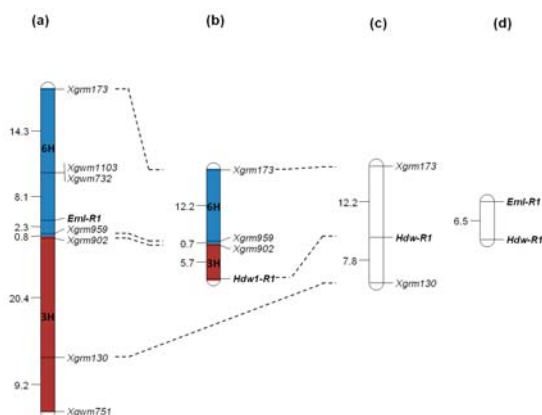 (a)
(b)
(c)
(d)
Xgrm173
14.3
6H
Xgwm1103
Xgwm732
8.1
Eml-R1
2.3
Xgrm959
0.8
Xgrm902
20.4
3H
Xgrm130
9.2
Xgwm751
Xgrm173
12.2
6H
Xgrm959
0.7
Xgrm902
5.7
3H
Hdw1-R1
Xgrm173
12.2
Hdw-R1
7.8
Xgrm130
Eml-R1
6.5
Hdw-R1